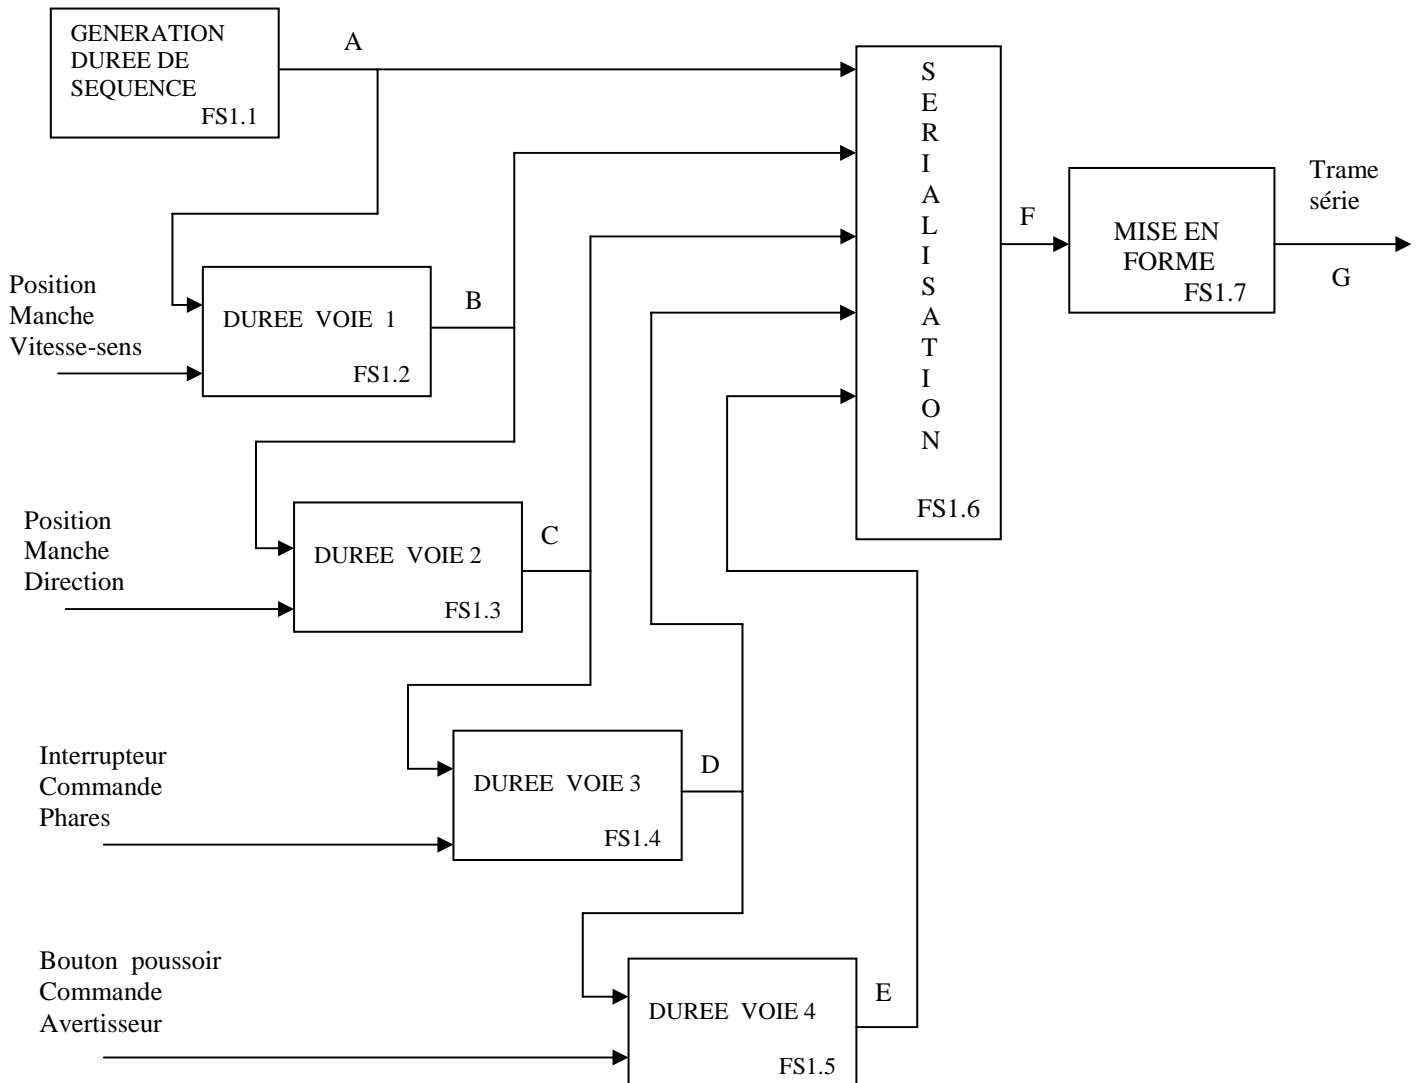 GENERATION
DUREE DE
SEQUENCE
FS1.1
A
S
E
R
I
A
L
I
S
A
T
I
O
N
FS1.6
F
MISE EN
FORME
FS1.7
Trame
série
G
Position
Manche
Vitesse-sens
DUREE VOIE 1
FS1.2
B
Position
Manche
Direction
DUREE VOIE 2
FS1.3
C
Interrupteur
Commande
Phares
DUREE VOIE 3
FS1.4
D
Bouton poussoir
Commande
Avertisseur
DUREE VOIE 4
FS1.5
E